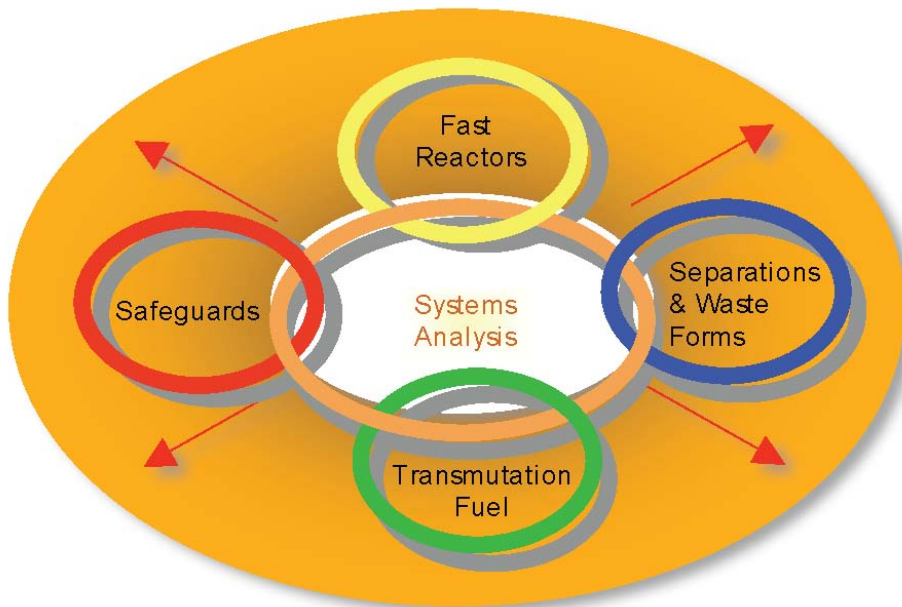 Fast
Reactors
Safeguards
Systems
Analysis
Separations
& Waste
Forms
Transmutation
Fuel